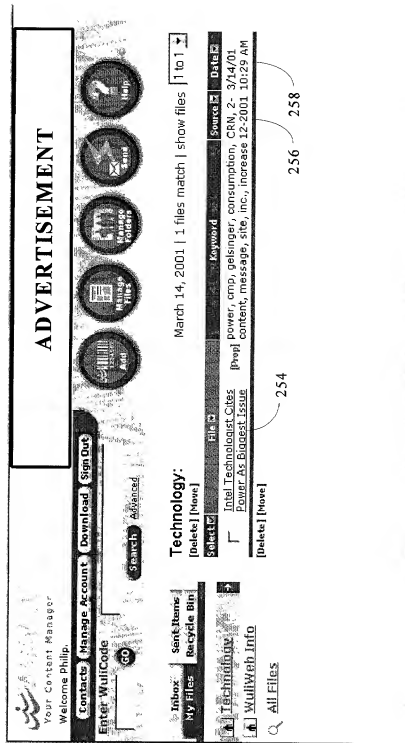 Your Content Manager
Welcome Philip.
ADVERTISEMENT
Contacts Manage Account Download Sign Out
Enter WuliCode
GO
Search Advanced
Add
Manage Files
Manage Folders
Send
Help
Inbox Sent Items
My Files Recycle Bin
Technology
WuliWeb Info
All Files
Technology:
March 14, 2001 | 1 files match | show files 1 to 1
[Delete] [Move]
Select File Keyword Source Date
Intel Technologist Cites Power As Biggest Issue
[Prop] power, cmp, gelsinger, consumption, content, message, site, inc., increase
CRN, 2-12-2001
3/14/01 10:29 AM
[Delete] [Move]
254
256
258